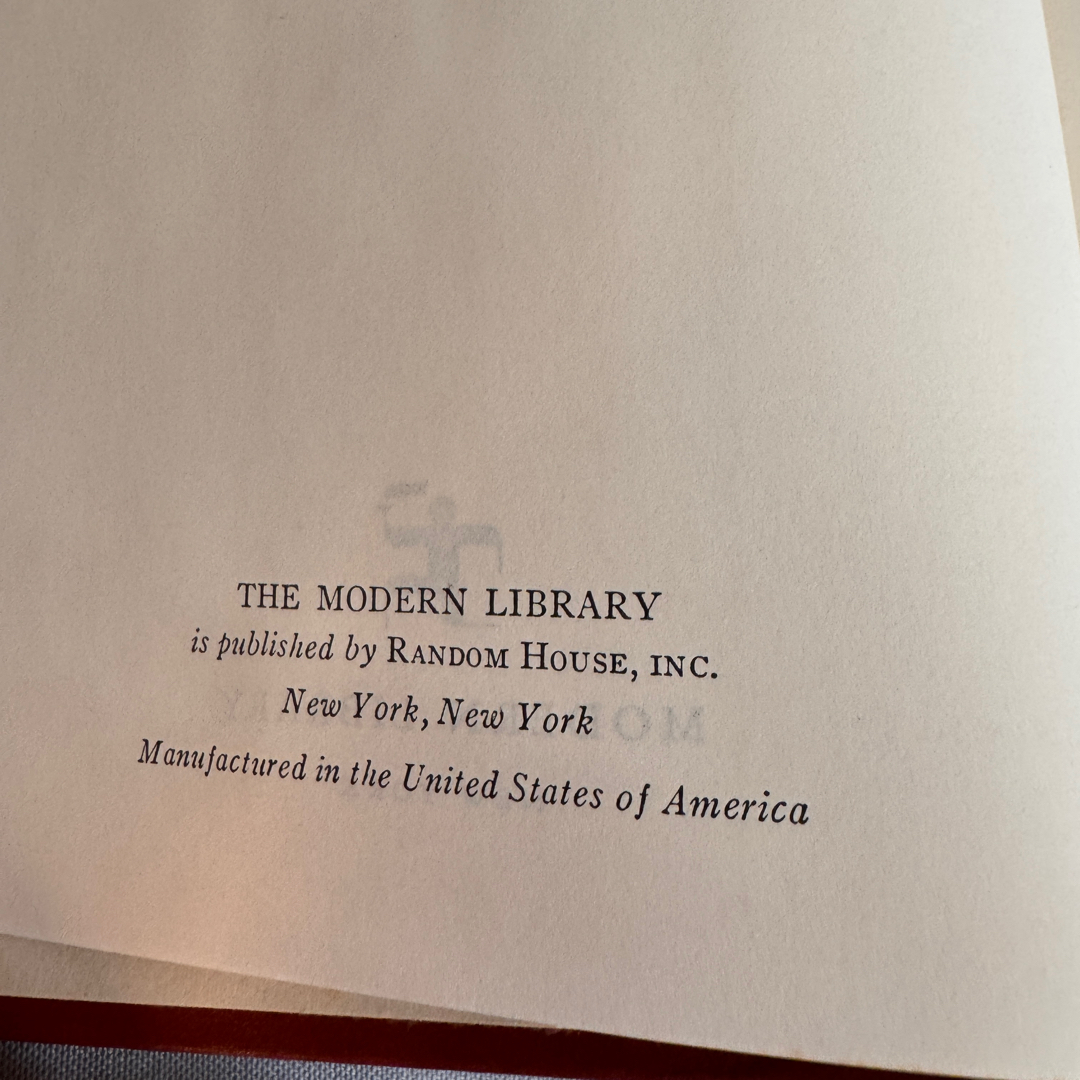 THE MODERN LIBRARY
is published by RANDOM HOUSE, INC.
New York, New York
Manufactured in the United States of America